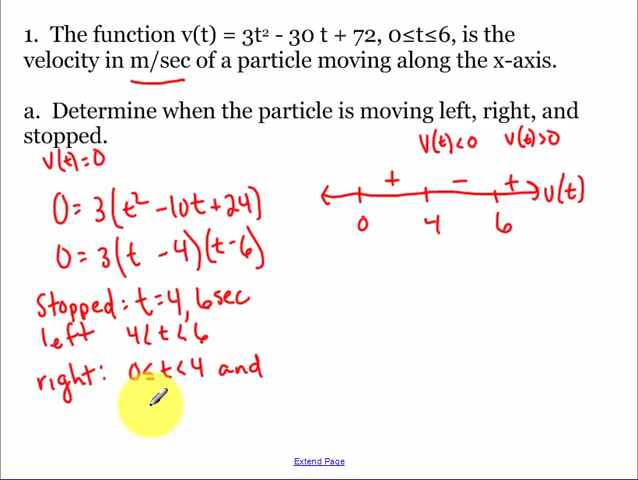 1. The function v(t) = 3t² - 30 t + 72, 0≤t≤6, is the
velocity in m/sec of a particle moving along the x-axis.
a. Determine when the particle is moving left, right, and
stopped.
v(t)=0
0=3(t²-10t+24)
0=3(t-4)(t-6)
Stopped: t=4, 6sec
left 4<t<6
right: 0≤t<4 and
V(t)<0 V(t)>0
+ - + v(t)
0 4 6
Extend Page